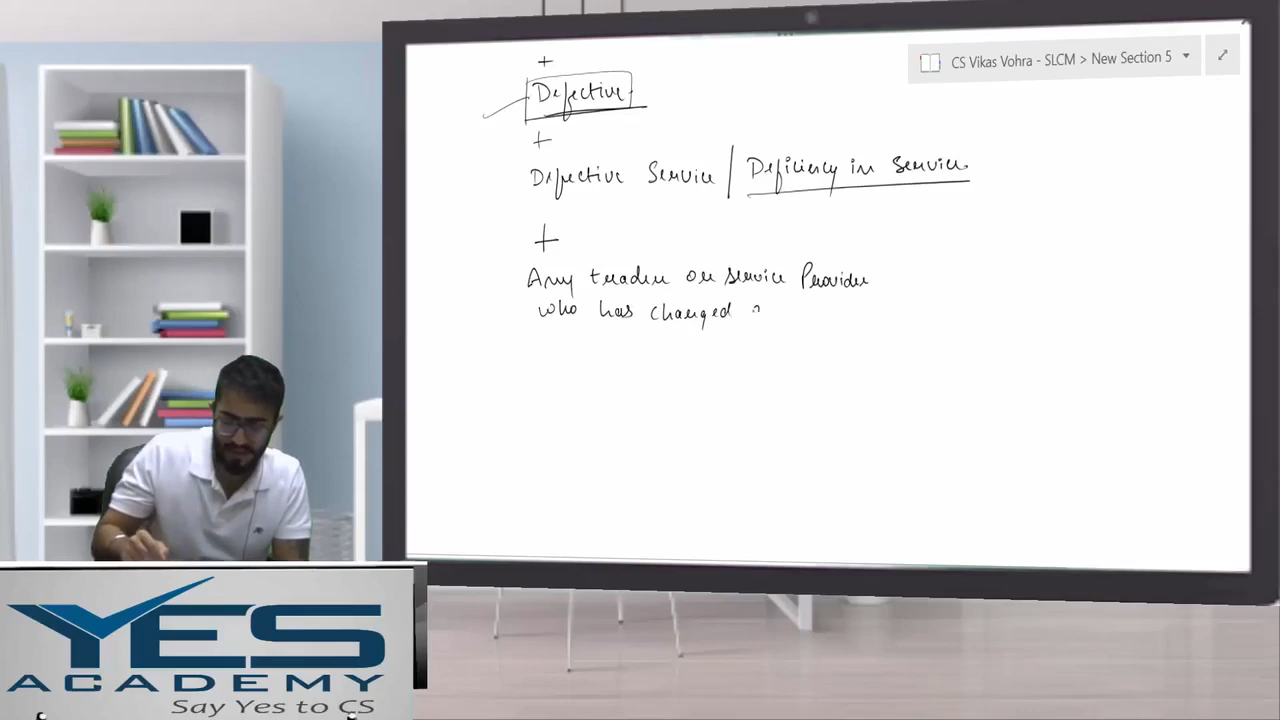 CS Vikas Vohra - SLCM > New Section 5
+
Defective
+
Defective Service / Deficiency in Service
+
Any trader or service Provider
who has charged
YES
ACADEMY
Say Yes to CS